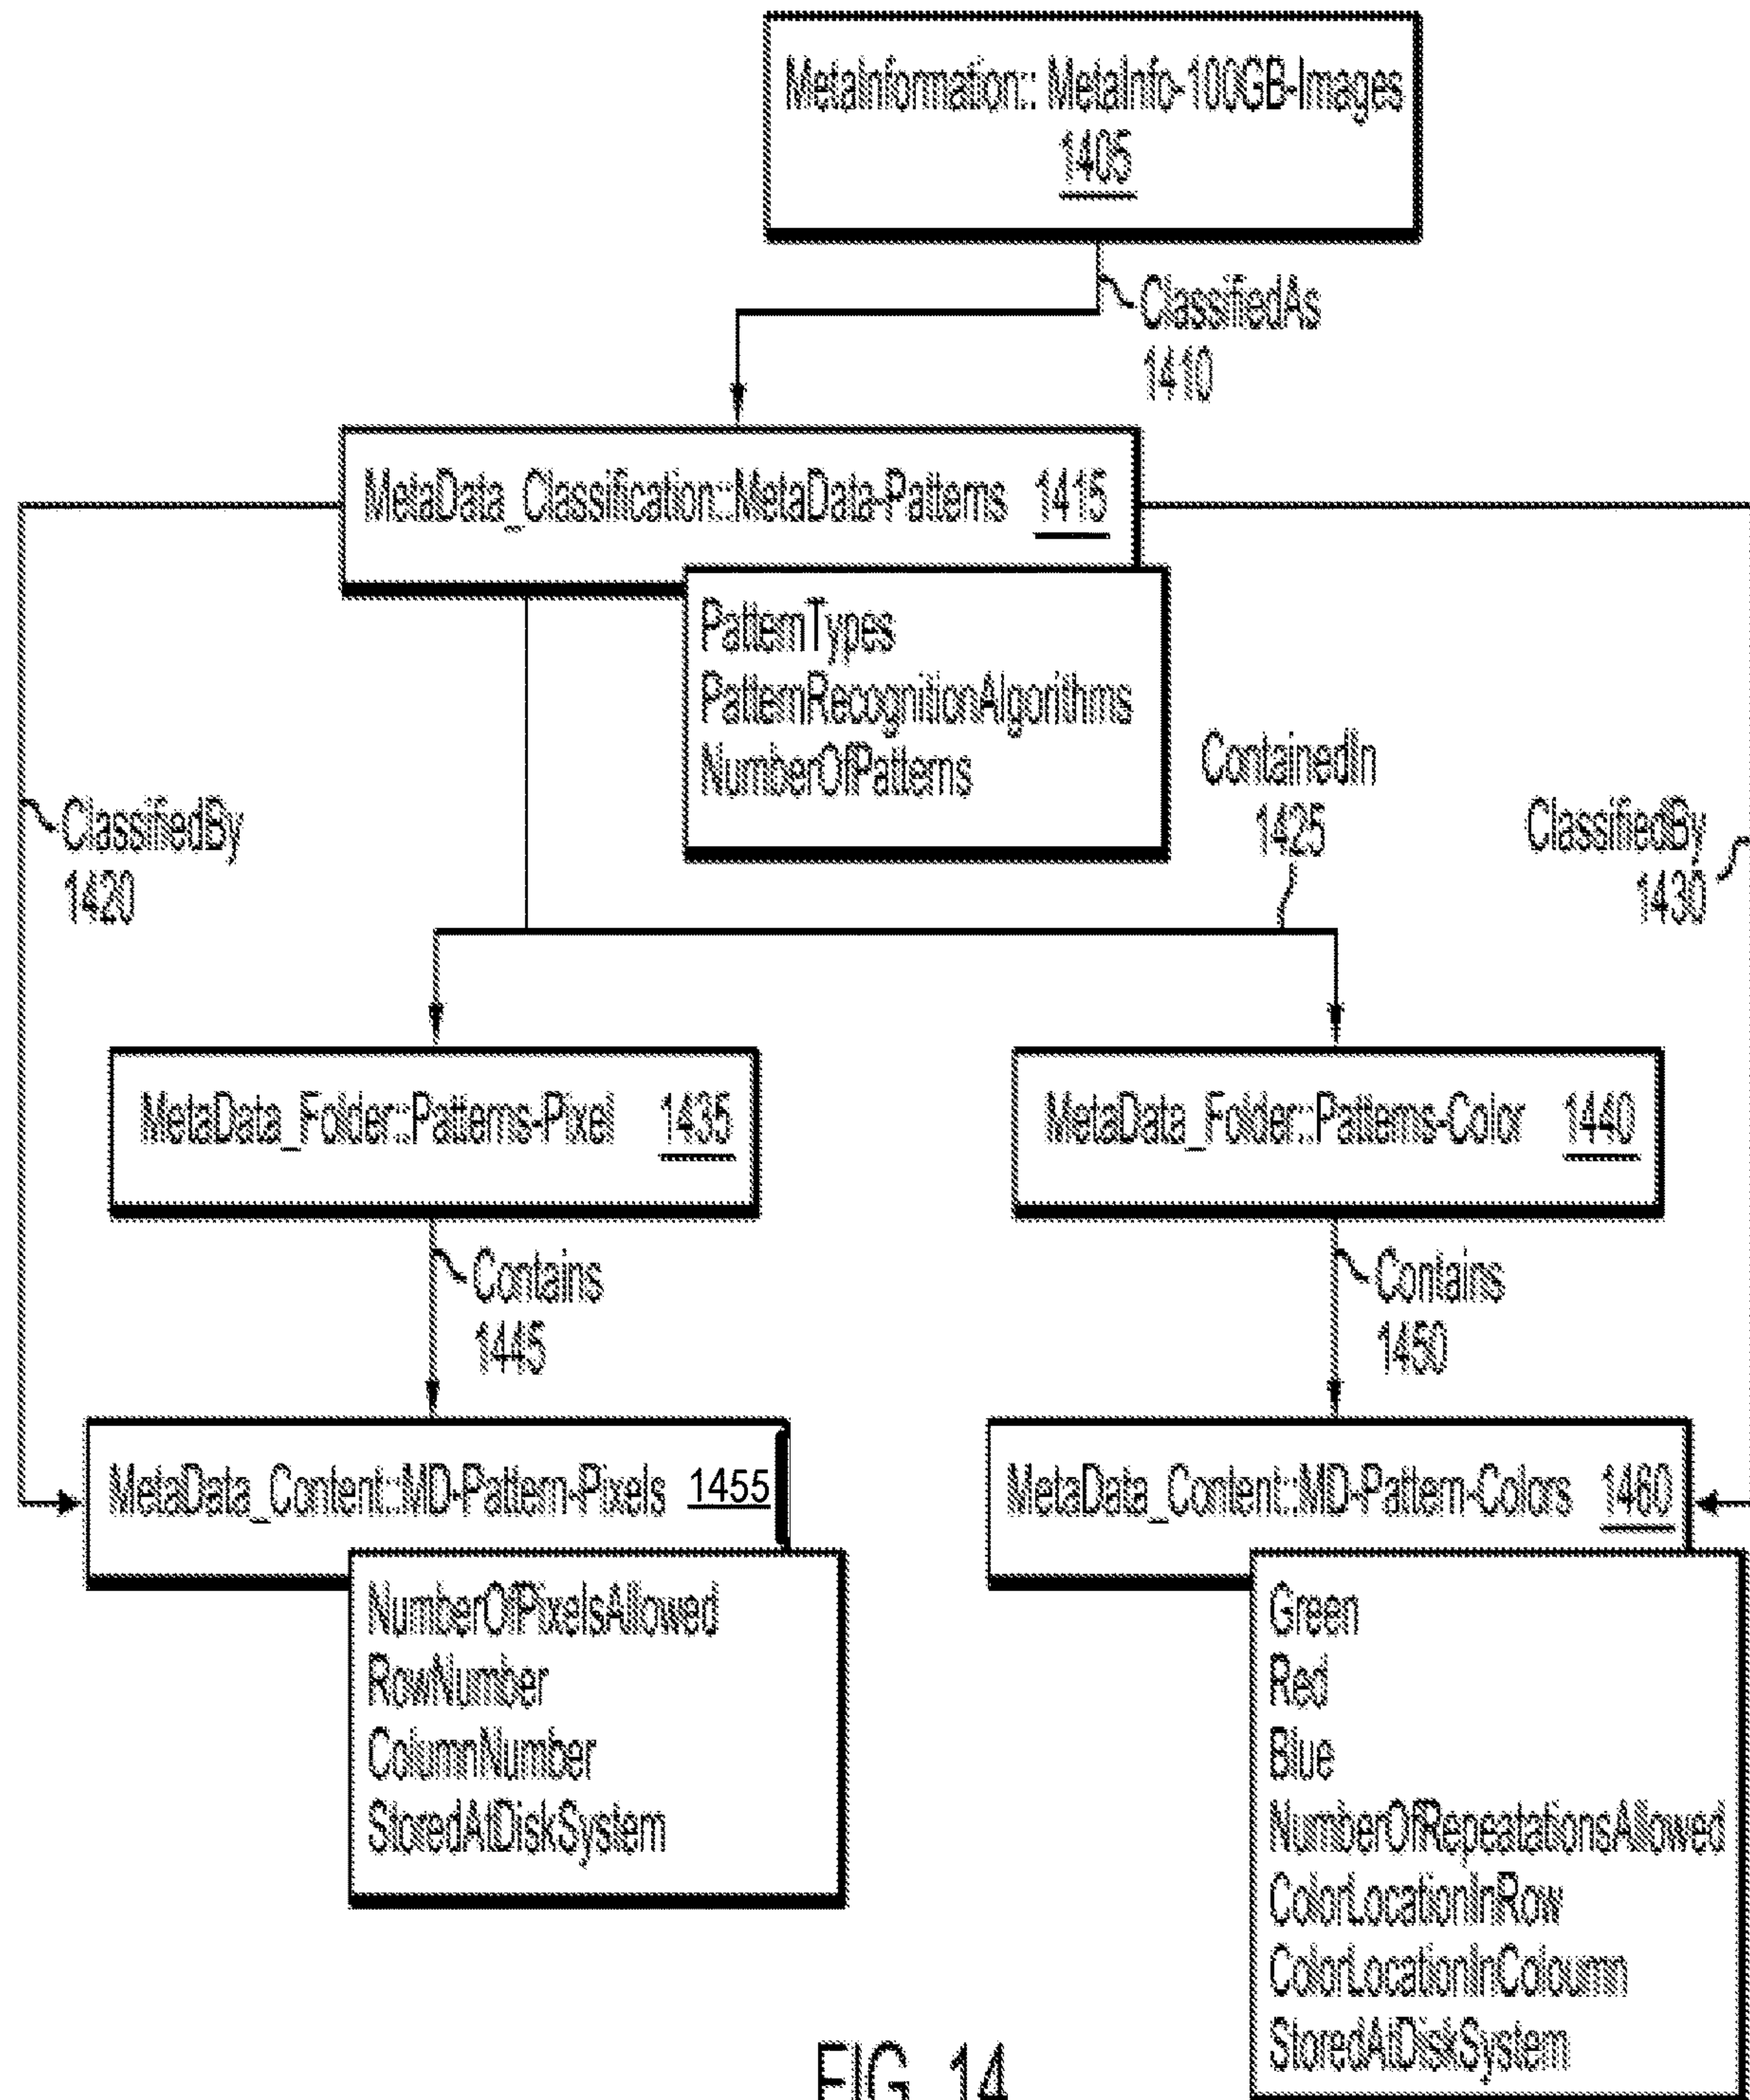 MetaInformation:: MetaInfo-100GB-Images
1405
ClassifiedAs
1410
MetaData_Classification::MetaData-Patterns 1415
PatternTypes
PatternRecognitionAlgorithms
NumberOfPatterns
ContainedIn
1425
ClassifiedBy
1420
ClassifiedBy
1430
MetaData_Folder::Patterns-Pixel 1435
MetaData_Folder::Patterns-Color 1440
Contains
1445
Contains
1450
MetaData_Content::MD-Pattern-Pixels 1455
MetaData_Content::MD-Pattern-Colors 1460
NumberOfPixelsAllowed
RowNumber
ColumnNumber
StoredAtDiskSystem
Green
Red
Blue
NumberOfRepeatationsAllowed
ColorLocationInRow
ColorLocationInColoumn
StoredAtDiskSystem
FIG. 14